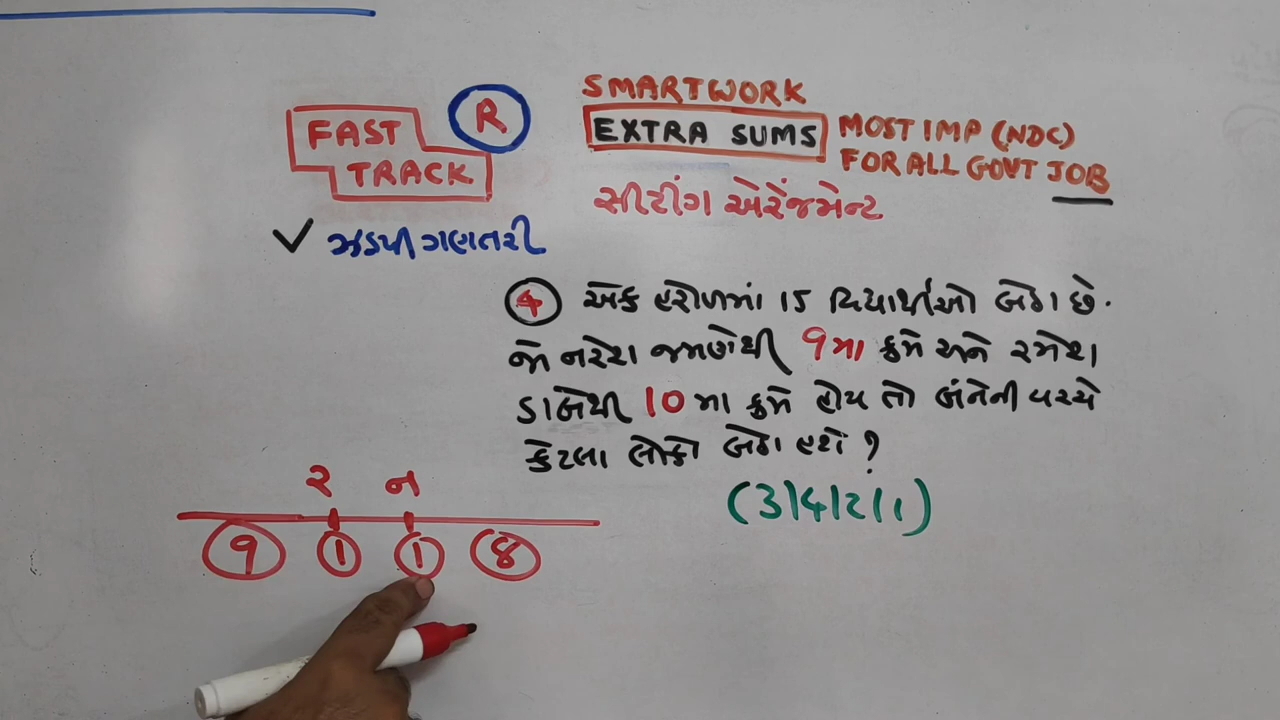 FAST
TRACK
R
✓ ઝડપી ગણતરી
SMARTWORK
EXTRA SUMS
MOST IMP (NDC)
FOR ALL GOVT JOB
સીટીંગ એરેંજમેન્ટ
④ એક હરોળમાં 15 વિદ્યાર્થીઓ બેઠા છે.
જો નરેશ જમણેથી 9મા ક્રમે અને રમેશ
ડાબેથી 10મા ક્રમે હોય તો બંનેની વચ્ચે
કેટલા લોકો બેઠા હશે ?
(3/4/2/1)
ર ન
9 1 1 8